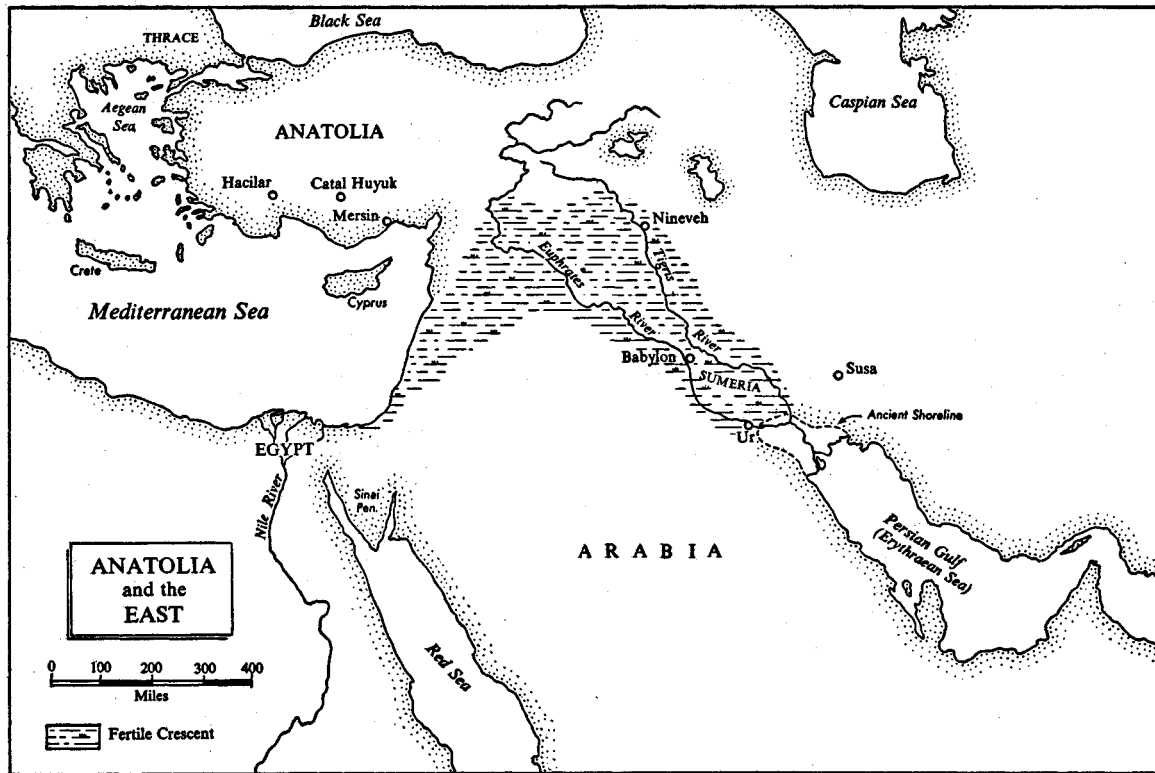 Black Sea
THRACE
Aegean
Sea
Caspian Sea
ANATOLIA
Hacilar
Catal Huyuk
Mersin
Nineveh
Crete
Cyprus
Euphrates
River
Tigris
River
Mediterranean Sea
Babylon
SUMERIA
Susa
Ancient Shoreline
Ur
EGYPT
Nile River
Sinai
Pen.
ARABIA
Persian Gulf
(Erythraean Sea)
Red Sea
ANATOLIA
and the
EAST
0 100 200 300 400
Miles
Fertile Crescent